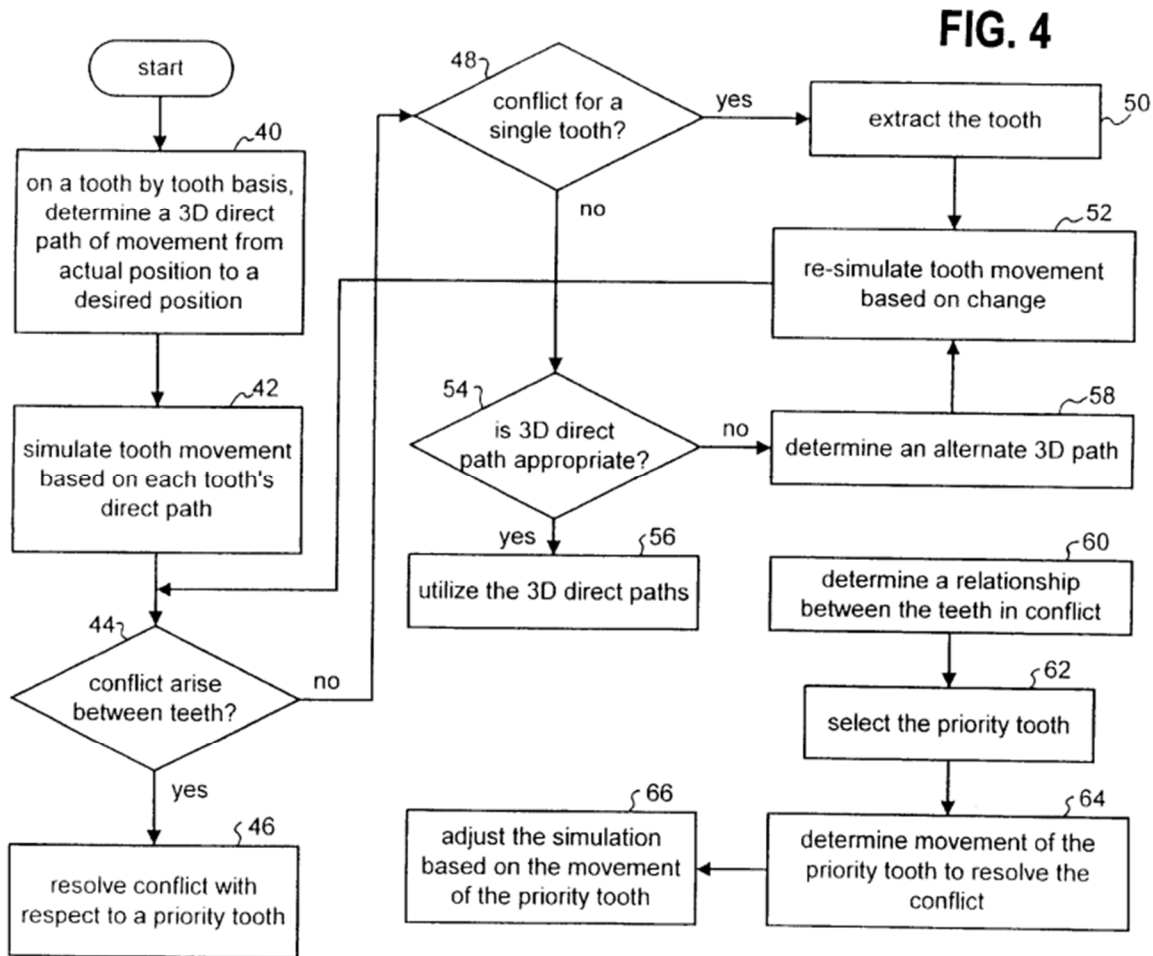 FIG. 4
start
40
on a tooth by tooth basis,
determine a 3D direct
path of movement from
actual position to a
desired position
42
simulate tooth movement
based on each tooth's
direct path
44
conflict arise
between teeth?
no
yes
46
resolve conflict with
respect to a priority tooth
48
conflict for a
single tooth?
yes
no
extract the tooth
50
52
re-simulate tooth movement
based on change
54
is 3D direct
path appropriate?
no
yes
58
determine an alternate 3D path
56
utilize the 3D direct paths
60
determine a relationship
between the teeth in conflict
62
select the priority tooth
64
determine movement of the
priority tooth to resolve the
conflict
66
adjust the simulation
based on the movement
of the priority tooth